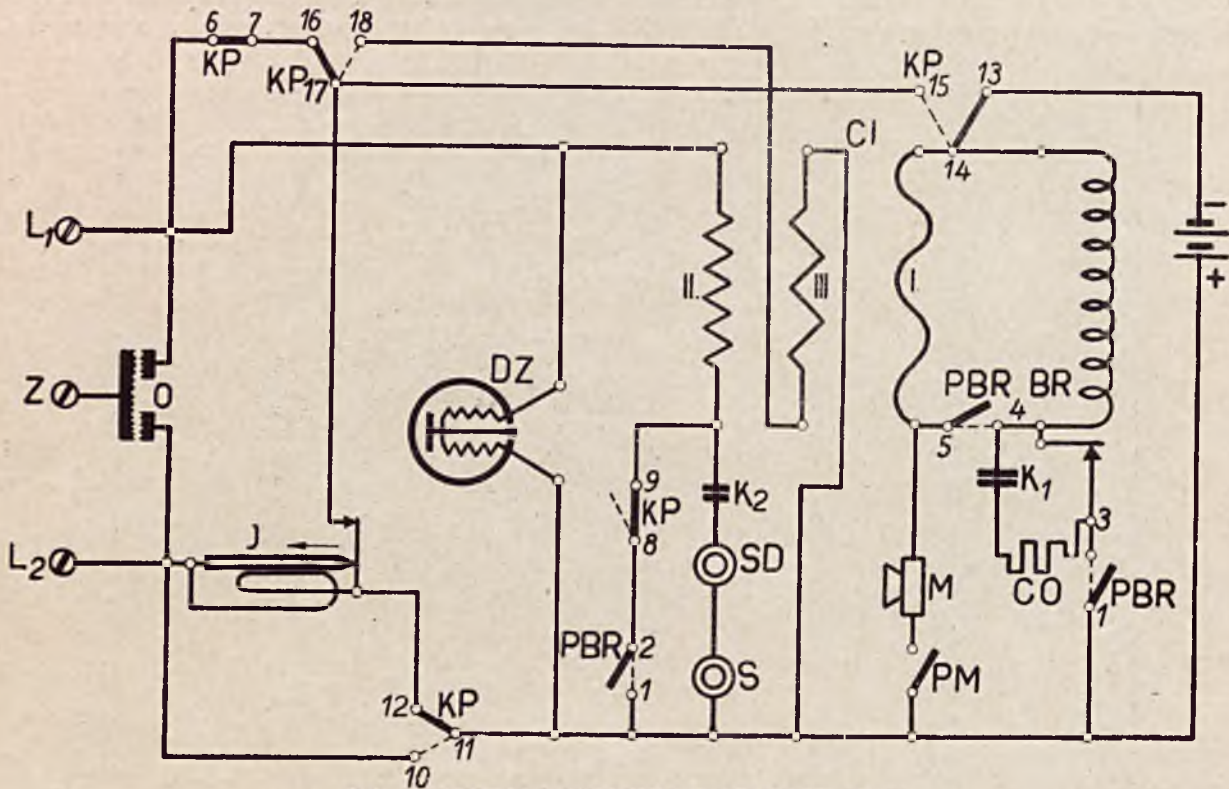 6 7 16 18
KP KP 17
KP 15 13
14
CI
L1
L2
Z
O
J
DZ
II.
III
I.
-
+
PBR 4 BR
5
9
KP
8
K2
K1
3
SD
S
M
CO
PBR 2
1
1 PBR
PM
12 KP
11
10